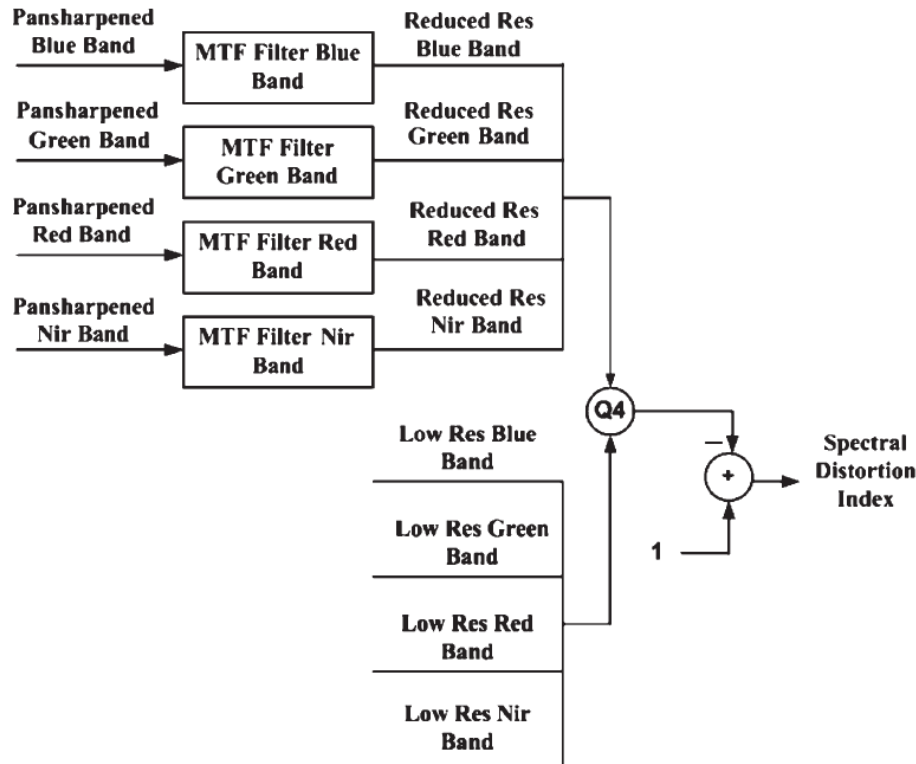 Pansharpened
Blue Band
MTF Filter Blue
Band
Reduced Res
Blue Band
Pansharpened
Green Band
MTF Filter
Green Band
Reduced Res
Green Band
Pansharpened
Red Band
MTF Filter Red
Band
Reduced Res
Red Band
Pansharpened
Nir Band
MTF Filter Nir
Band
Reduced Res
Nir Band
Q4
Low Res Blue
Band
–
+
Spectral
Distortion
Index
Low Res Green
Band
1
Low Res Red
Band
Low Res Nir
Band